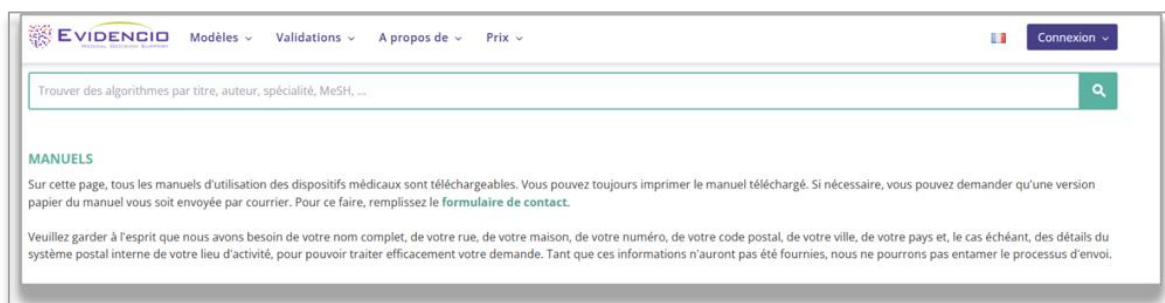 EVIDENCIO
MEDICAL DECISION SUPPORT
Modèles
Validations
A propos de
Prix
Connexion
Trouver des algorithmes par titre, auteur, spécialité, MeSH, ...
MANUELS
Sur cette page, tous les manuels d'utilisation des dispositifs médicaux sont téléchargeables. Vous pouvez toujours imprimer le manuel téléchargé. Si nécessaire, vous pouvez demander qu'une version
papier du manuel vous soit envoyée par courrier. Pour ce faire, remplissez le formulaire de contact.
Veuillez garder à l'esprit que nous avons besoin de votre nom complet, de votre rue, de votre maison, de votre numéro, de votre code postal, de votre ville, de votre pays et, le cas échéant, des détails du
système postal interne de votre lieu d'activité, pour pouvoir traiter efficacement votre demande. Tant que ces informations n'auront pas été fournies, nous ne pourrons pas entamer le processus d'envoi.